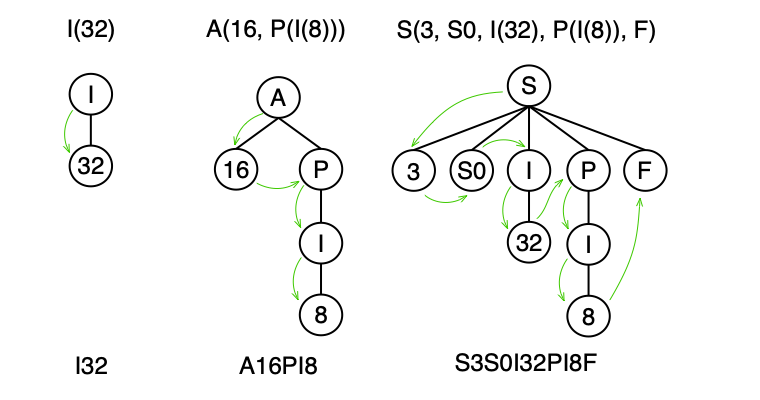 I(32)
A(16, P(I(8)))
S(3, S0, I(32), P(I(8)), F)
I
32
A
16
P
I
8
S
3
S0
I
P
F
32
I
8
I32
A16PI8
S3S0I32PI8F